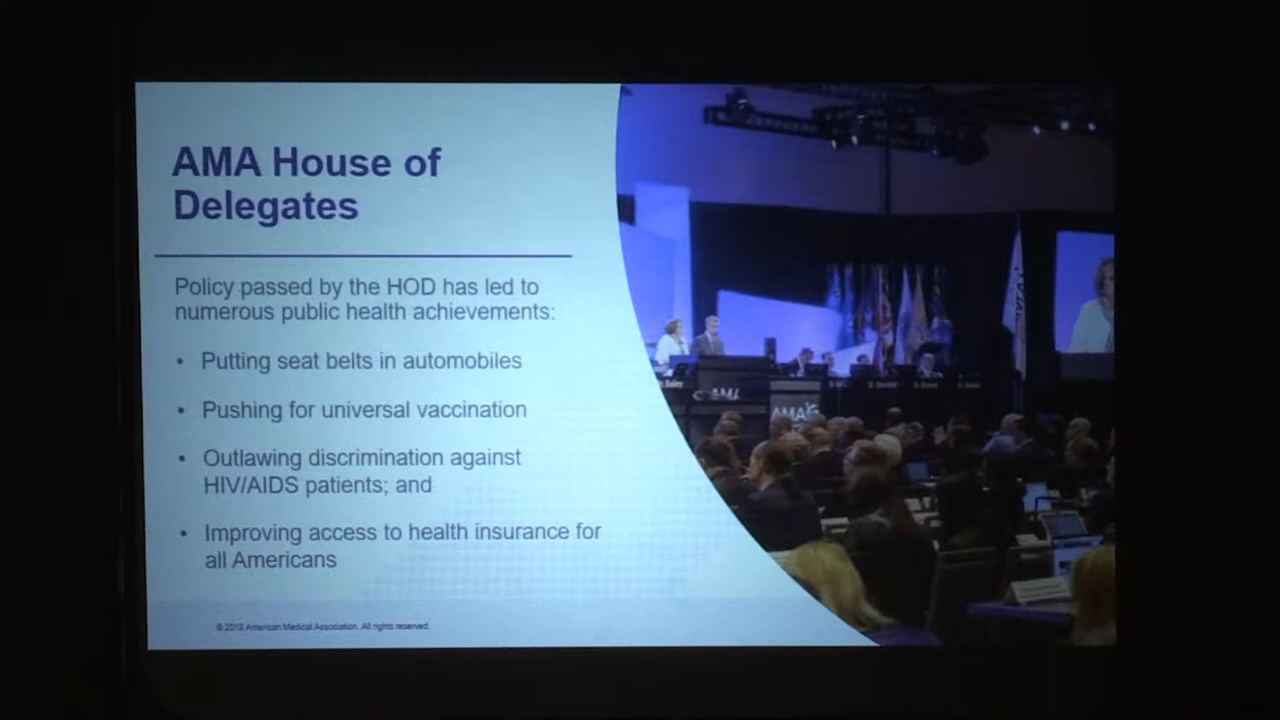 AMA House of
Delegates
Policy passed by the HOD has led to
numerous public health achievements:
• Putting seat belts in automobiles
• Pushing for universal vaccination
• Outlawing discrimination against
HIV/AIDS patients; and
• Improving access to health insurance for
all Americans
© 2019 American Medical Association. All rights reserved.
AMA
AMA